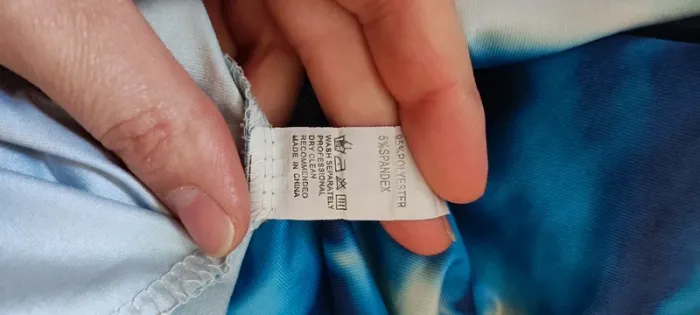 95%POLYESTER
5%SPANDEX
WASH SEPARATELY
PROFESSIONAL
DRY CLEAN
RECOMMENDED
MADE IN CHINA